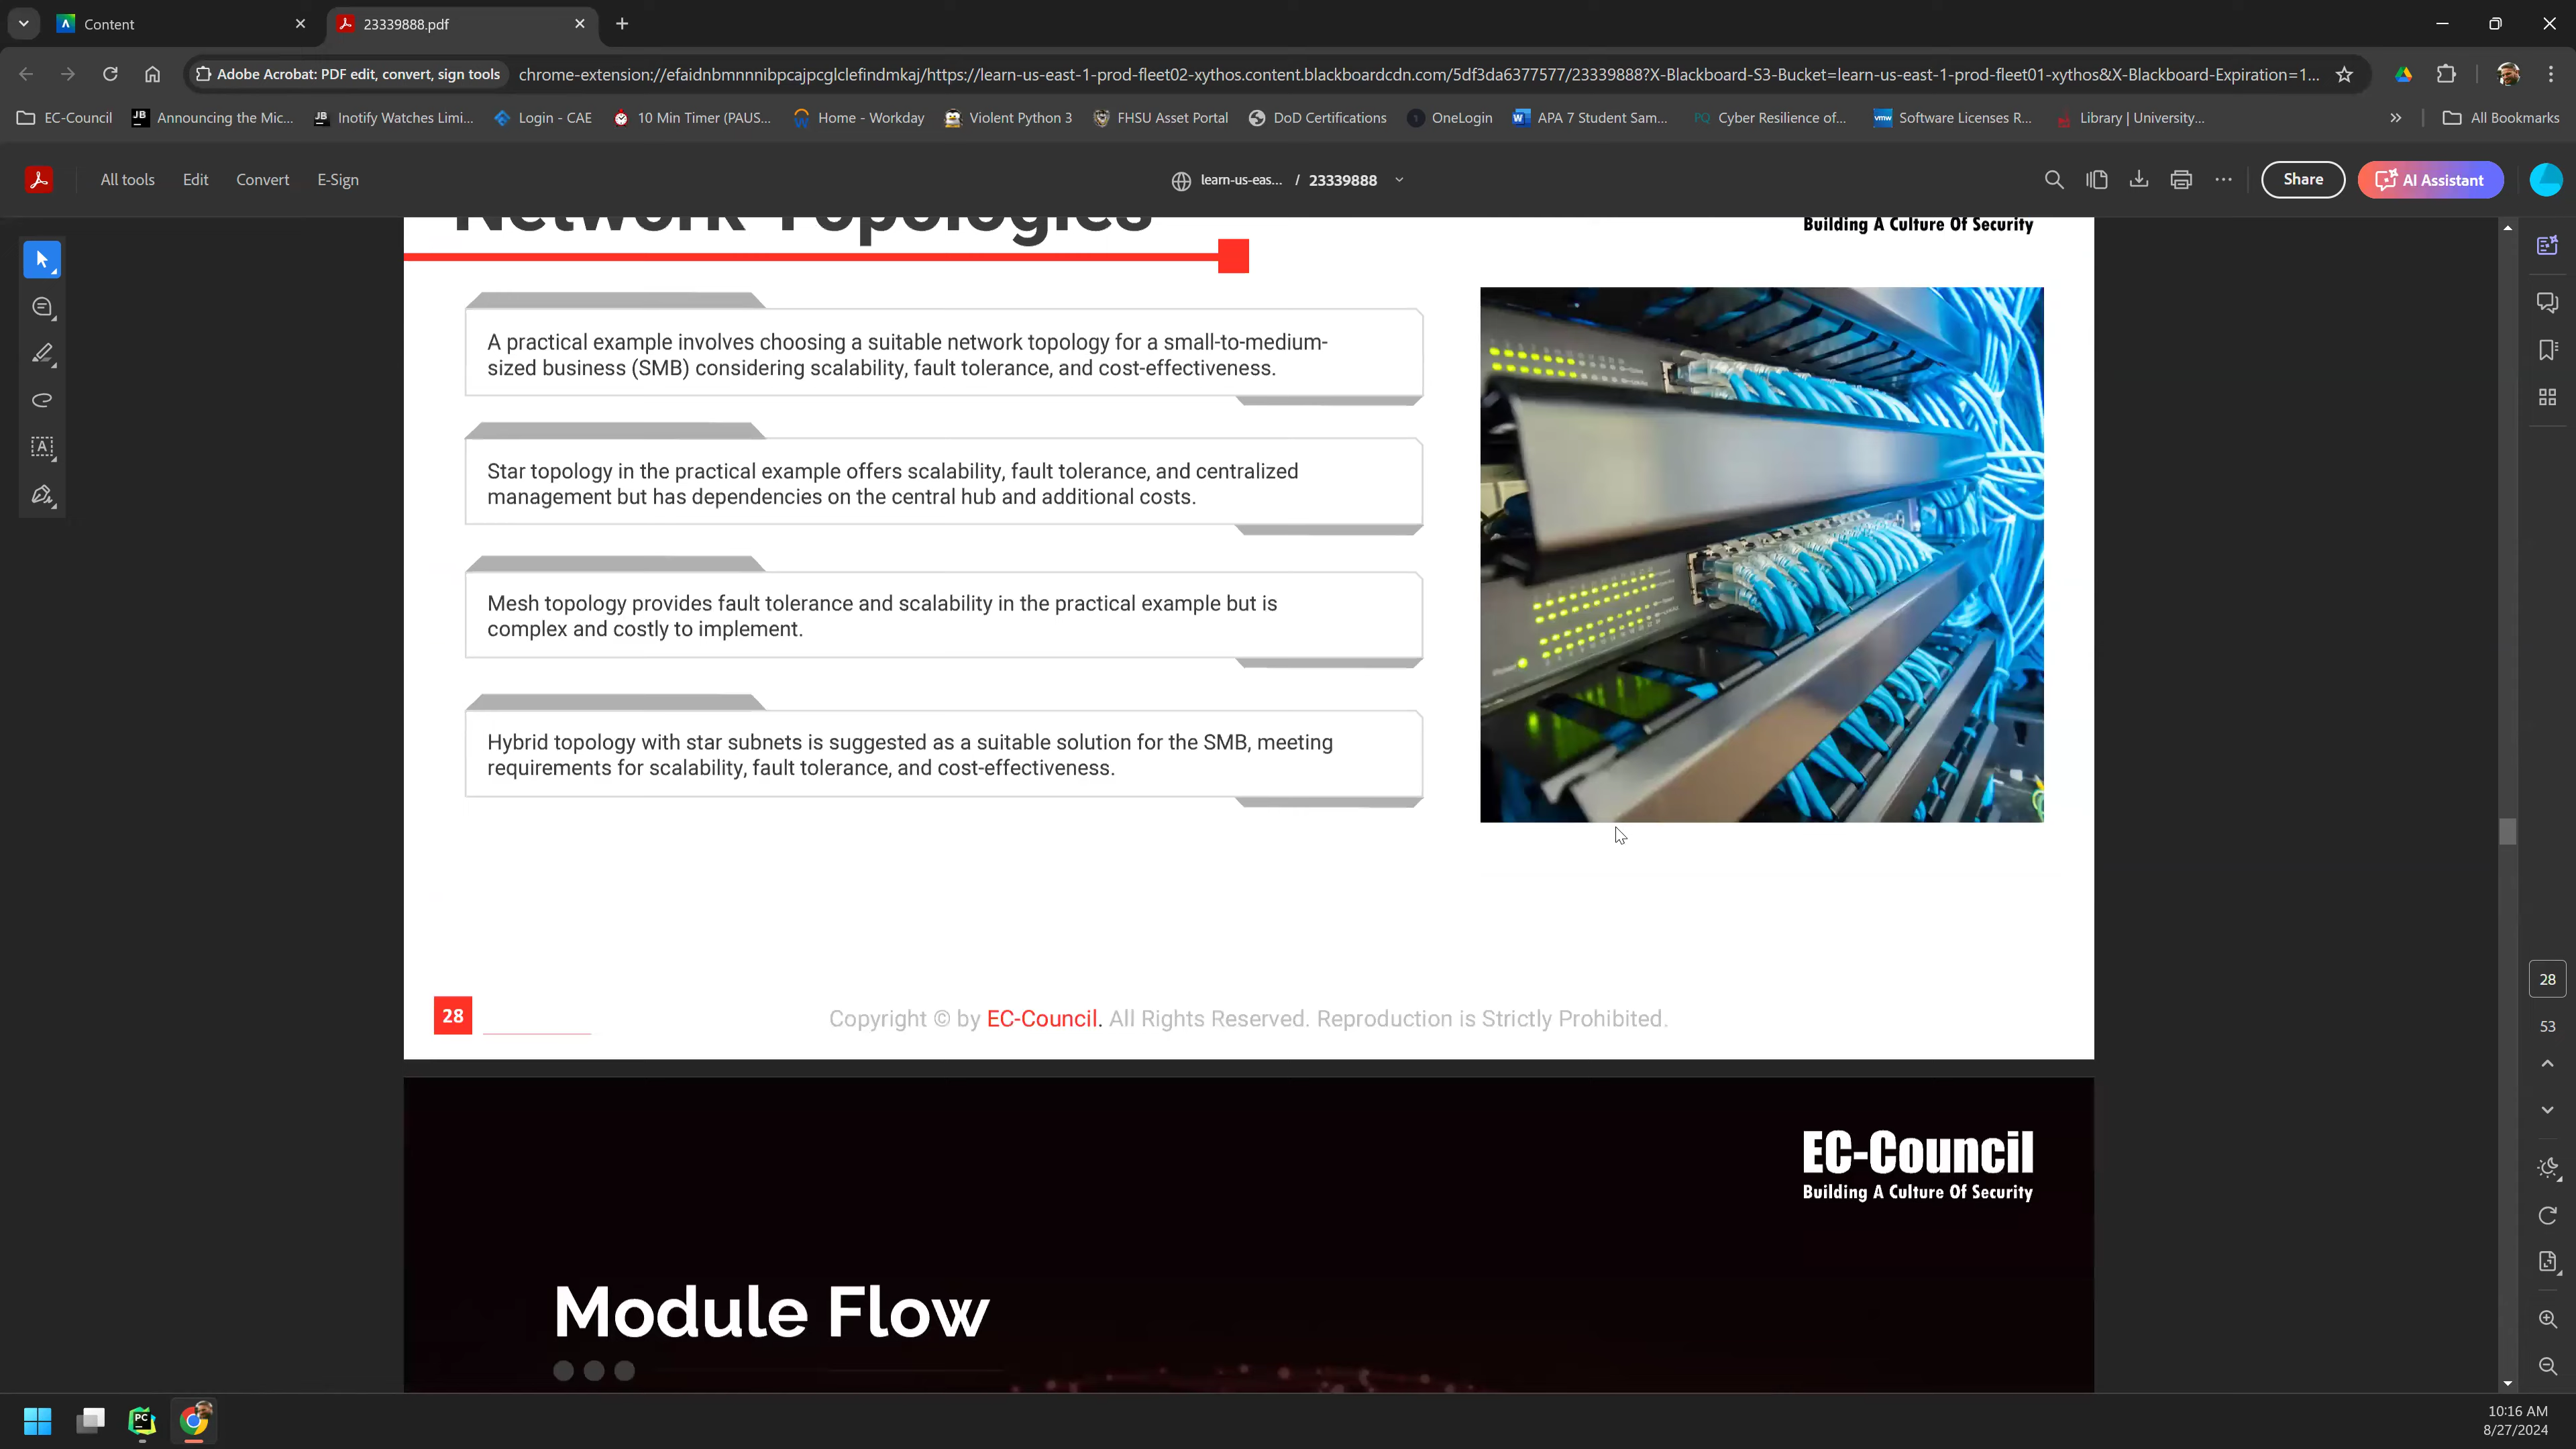 Content
23339888.pdf
Adobe Acrobat: PDF edit, convert, sign tools
chrome-extension://efaidnbmnnnibpcajpcglclefindmkaj/https://learn-us-east-1-prod-fleet02-xythos.content.blackboardcdn.com/5df3da6377577/23339888?X-Blackboard-S3-Bucket=learn-us-east-1-prod-fleet01-xythos&X-Blackboard-Expiration=1...
EC-Council
Announcing the Mic...
Inotify Watches Limi...
Login - CAE
10 Min Timer (PAUS...
Home - Workday
Violent Python 3
FHSU Asset Portal
DoD Certifications
OneLogin
APA 7 Student Sam...
Cyber Resilience of...
Software Licenses R...
Library | University...
All Bookmarks
All tools
Edit
Convert
E-Sign
learn-us-eas... / 23339888
Share
AI Assistant
Network Topologies
Building A Culture Of Security
A practical example involves choosing a suitable network topology for a small-to-medium-
sized business (SMB) considering scalability, fault tolerance, and cost-effectiveness.
Star topology in the practical example offers scalability, fault tolerance, and centralized
management but has dependencies on the central hub and additional costs.
Mesh topology provides fault tolerance and scalability in the practical example but is
complex and costly to implement.
Hybrid topology with star subnets is suggested as a suitable solution for the SMB, meeting
requirements for scalability, fault tolerance, and cost-effectiveness.
28
Copyright © by EC-Council. All Rights Reserved. Reproduction is Strictly Prohibited.
28
53
EC-Council
Building A Culture Of Security
Module Flow
10:16 AM
8/27/2024